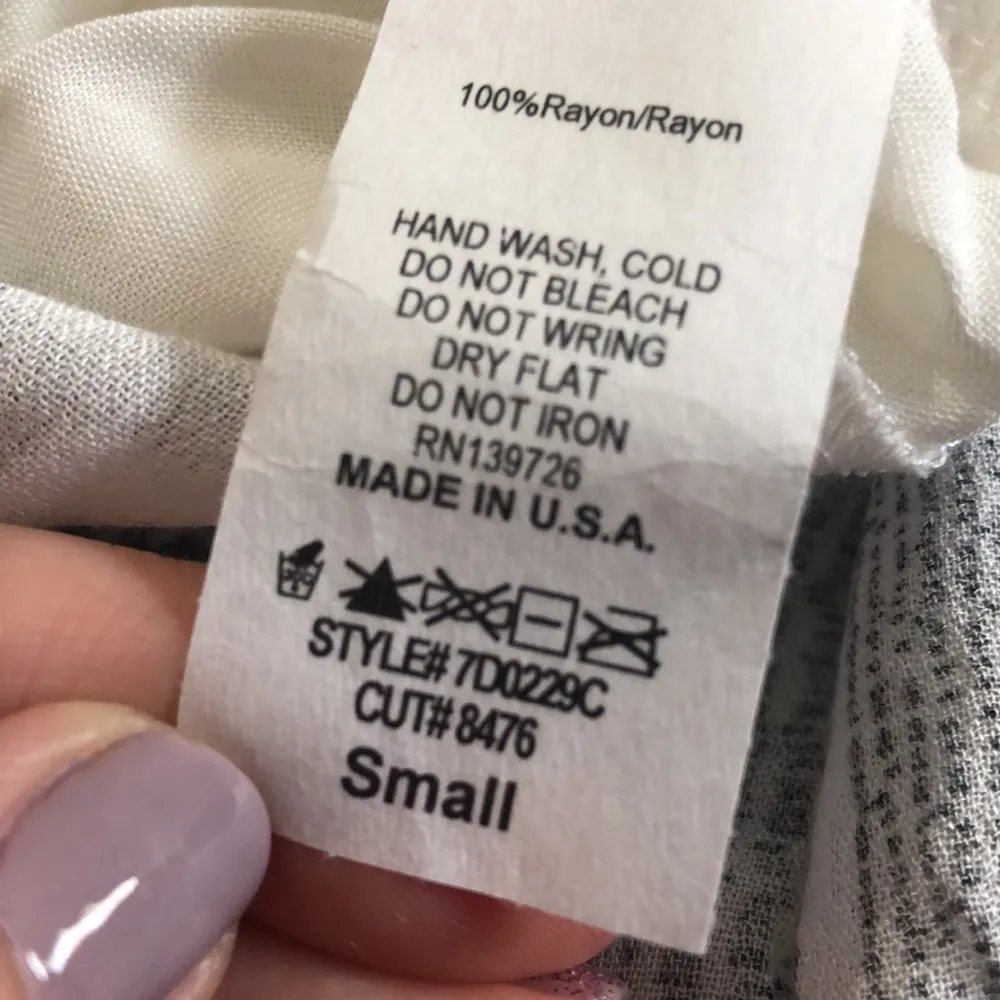 100%Rayon/Rayon
HAND WASH, COLD
DO NOT BLEACH
DO NOT WRING
DRY FLAT
DO NOT IRON
RN139726
MADE IN U.S.A.
STYLE# 7D0229C
CUT# 8476
Small